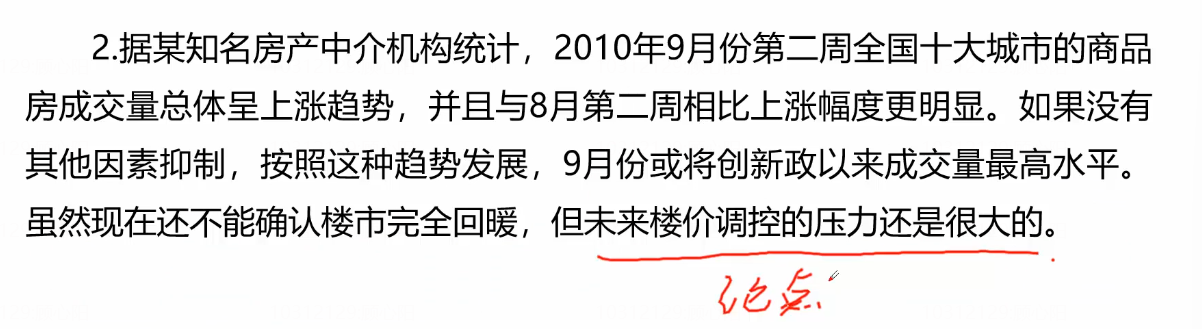 2.据某知名房产中介机构统计，2010年9月份第二周全国十大城市的商品
房成交量总体呈上涨趋势，并且与8月第二周相比上涨幅度更明显。如果没有
其他因素抑制，按照这种趋势发展，9月份或将创新政以来成交量最高水平。
虽然现在还不能确认楼市完全回暖，但未来楼价调控的压力还是很大的。
论点